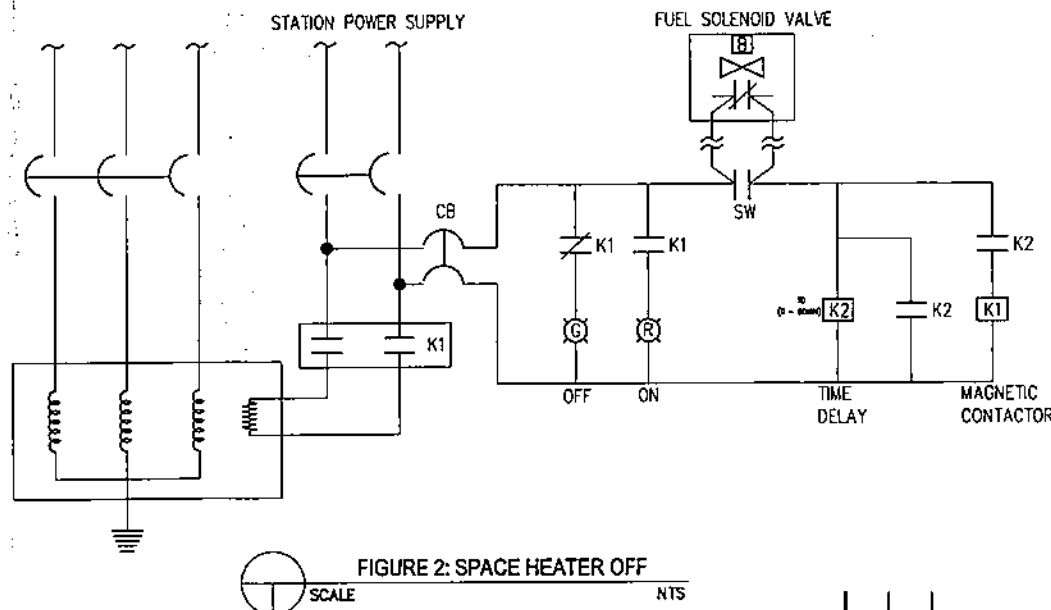 STATION POWER SUPPLY
FUEL SOLENOID VALVE
CB
SW
K1
K1
K2
K1
K2
K2
K1
G
R
OFF
ON
TIME
DELAY
MAGNETIC
CONTACTOR
FIGURE 2: SPACE HEATER OFF
SCALE
NTS